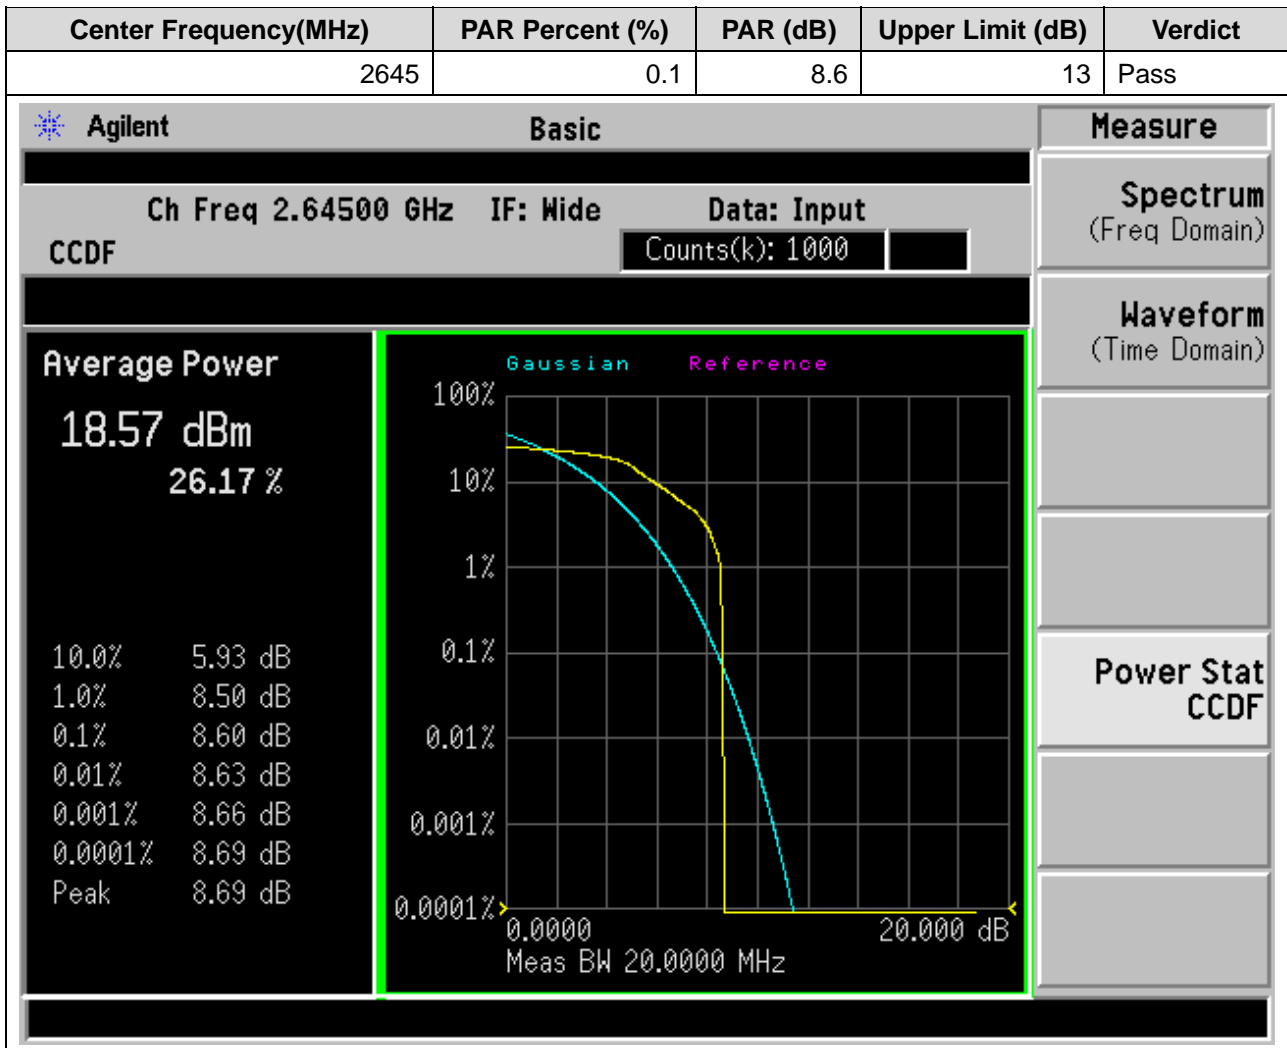 Center Frequency(MHz) PAR Percent (%) PAR (dB) Upper Limit (dB) Verdict
2645 0.1 8.6 13 Pass
Agilent Basic Measure
Ch Freq 2.64500 GHz IF: Wide Data: Input
CCDF Counts(k): 1000
Average Power
18.57 dBm
26.17 %
10.0% 5.93 dB
1.0% 8.50 dB
0.1% 8.60 dB
0.01% 8.63 dB
0.001% 8.66 dB
0.0001% 8.69 dB
Peak 8.69 dB
Gaussian Reference
100%
10%
1%
0.1%
0.01%
0.001%
0.0001%
0.0000 20.000 dB
Meas BW 20.0000 MHz
Spectrum
(Freq Domain)
Waveform
(Time Domain)
Power Stat
CCDF